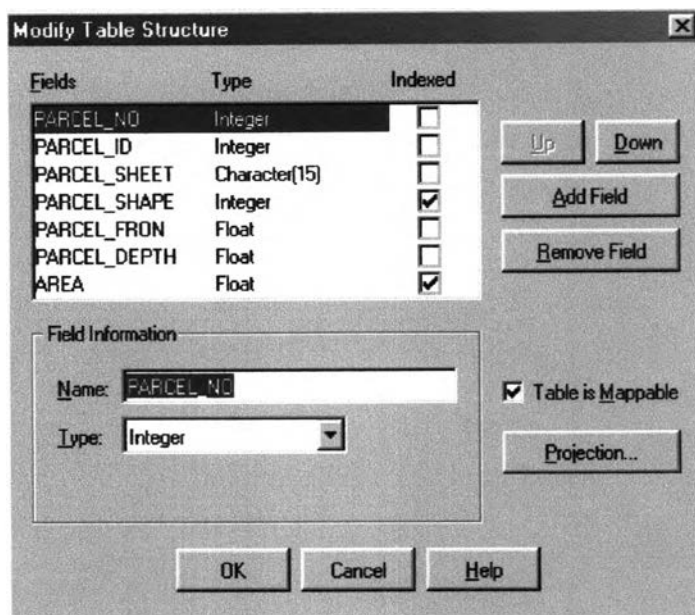 Modify Table Structure
Fields Type Indexed
PARCEL_NO Integer
PARCEL_ID Integer
PARCEL_SHEET Character(15)
PARCEL_SHAPE Integer
PARCEL_FRON Float
PARCEL_DEPTH Float
AREA Float
Up Down
Add Field
Remove Field
Field Information
Name: PARCEL_NO
Type: Integer
Table is Mappable
Projection...
OK Cancel Help